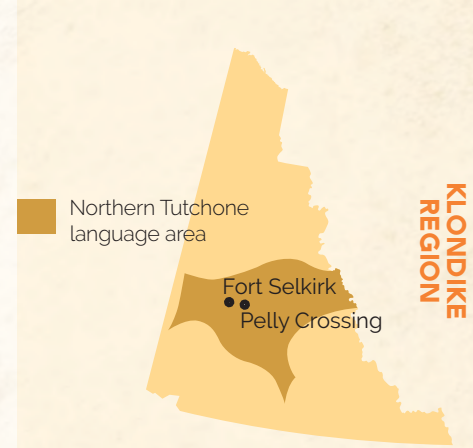 Northern Tutchone
language area
Fort Selkirk
Pelly Crossing
KLONDIKE
REGION